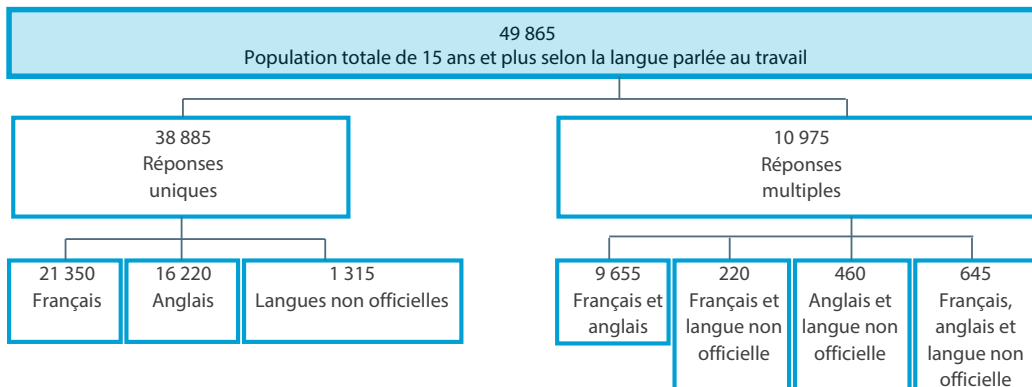 49 865
Population totale de 15 ans et plus selon la langue parlée au travail
38 885
Réponses
uniques
10 975
Réponses
multiples
21 350
Français
16 220
Anglais
1 315
Langues non officielles
9 655
Français et
anglais
220
Français et
langue non
officielle
460
Anglais et
langue non
officielle
645
Français,
anglais et
langue non
officielle